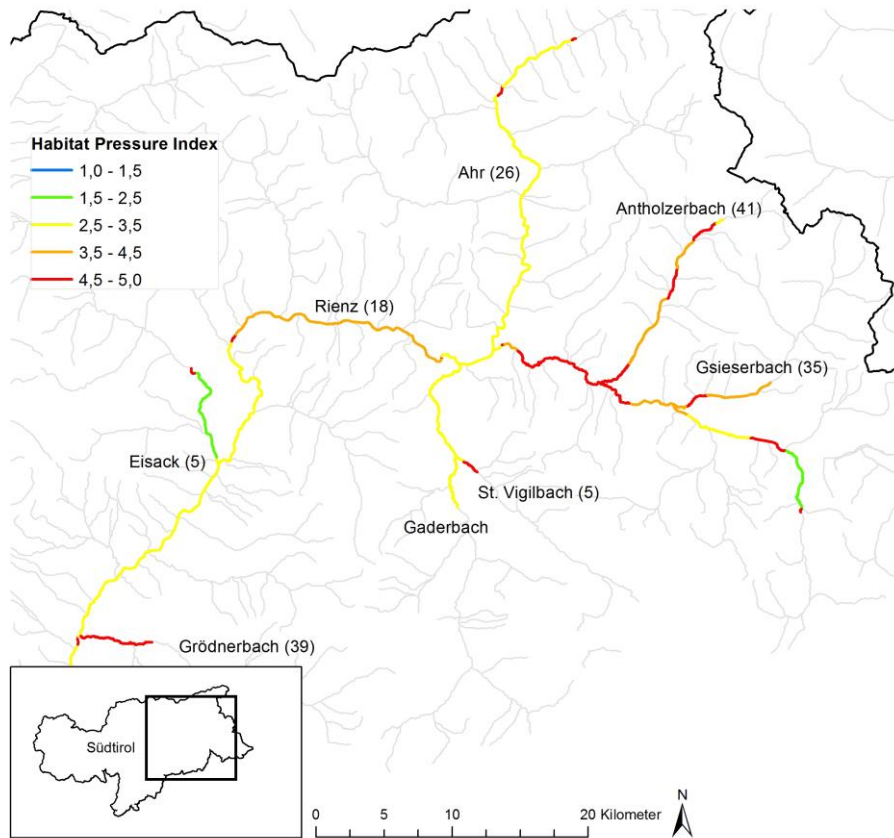 Habitat Pressure Index
1,0 - 1,5
1,5 - 2,5
2,5 - 3,5
3,5 - 4,5
4,5 - 5,0
Ahr (26)
Antholzerbach (41)
Rienz (18)
Gsieserbach (35)
Eisack (5)
St. Vigilbach (5)
Gaderbach
Grödnerbach (39)
Südtirol
N
0 5 10 20 Kilometer